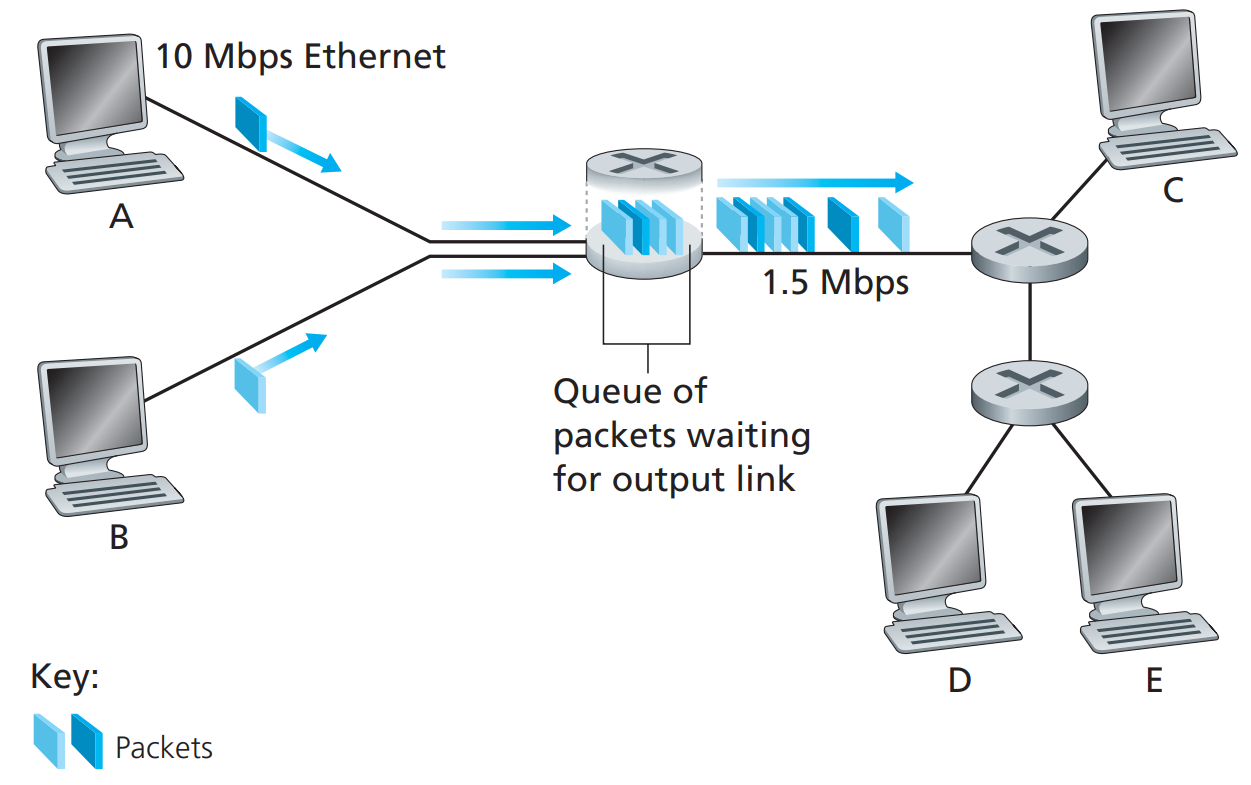 10 Mbps Ethernet
A
C
1.5 Mbps
Queue of
packets waiting
for output link
B
D
E
Key:
Packets